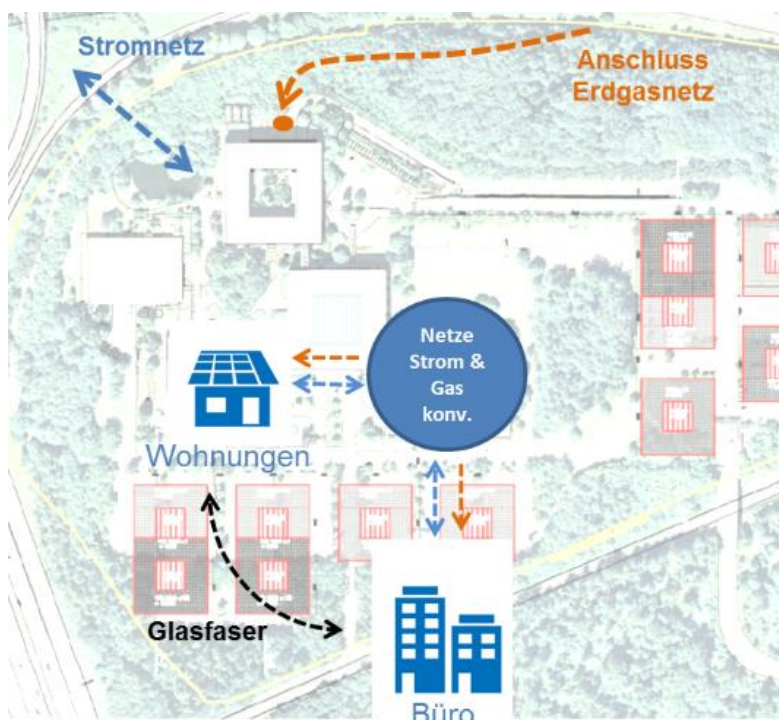 Stromnetz
Anschluss
Erdgasnetz
Netze
Strom &
Gas
konv.
Wohnungen
Glasfaser
Büro